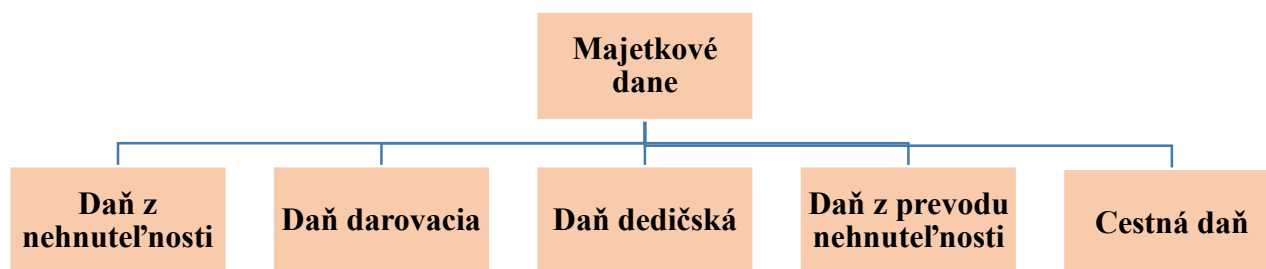 Majetkové
dane
Daň z
nehnuteľnosti
Daň darovacia
Daň dedičská
Daň z prevodu
nehnuteľnosti
Cestná daň